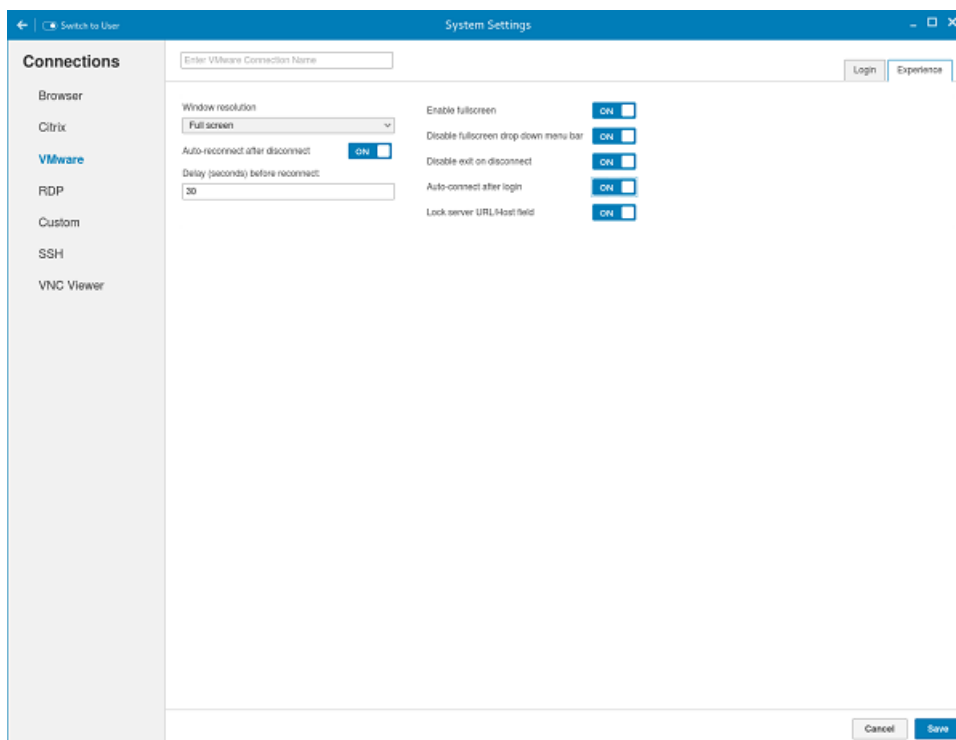 Switch to User
System Settings
Connections
Browser
Citrix
VMware
RDP
Custom
SSH
VNC Viewer
Enter VMware Connection Name
Login
Experience
Window resolution
Full screen
Auto-reconnect after disconnect
ON
Delay (seconds) before reconnect:
30
Enable fullscreen
ON
Disable fullscreen drop down menu bar
ON
Disable exit on disconnect
ON
Auto-connect after login
ON
Lock server URL/Host field
ON
Cancel
Save